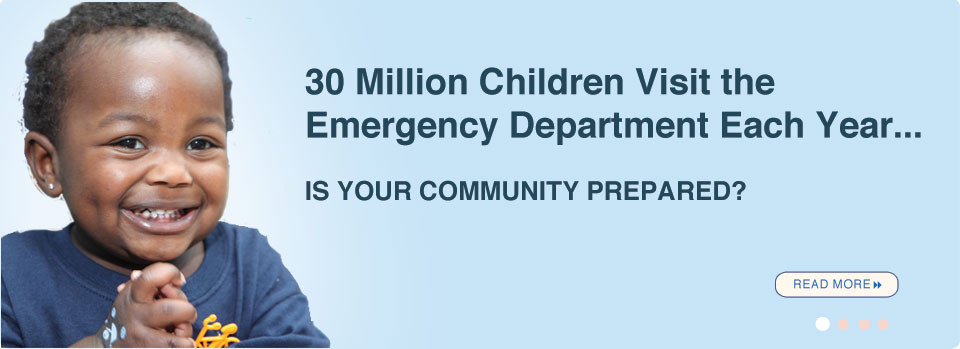 30 Million Children Visit the
Emergency Department Each Year...
IS YOUR COMMUNITY PREPARED?
READ MORE